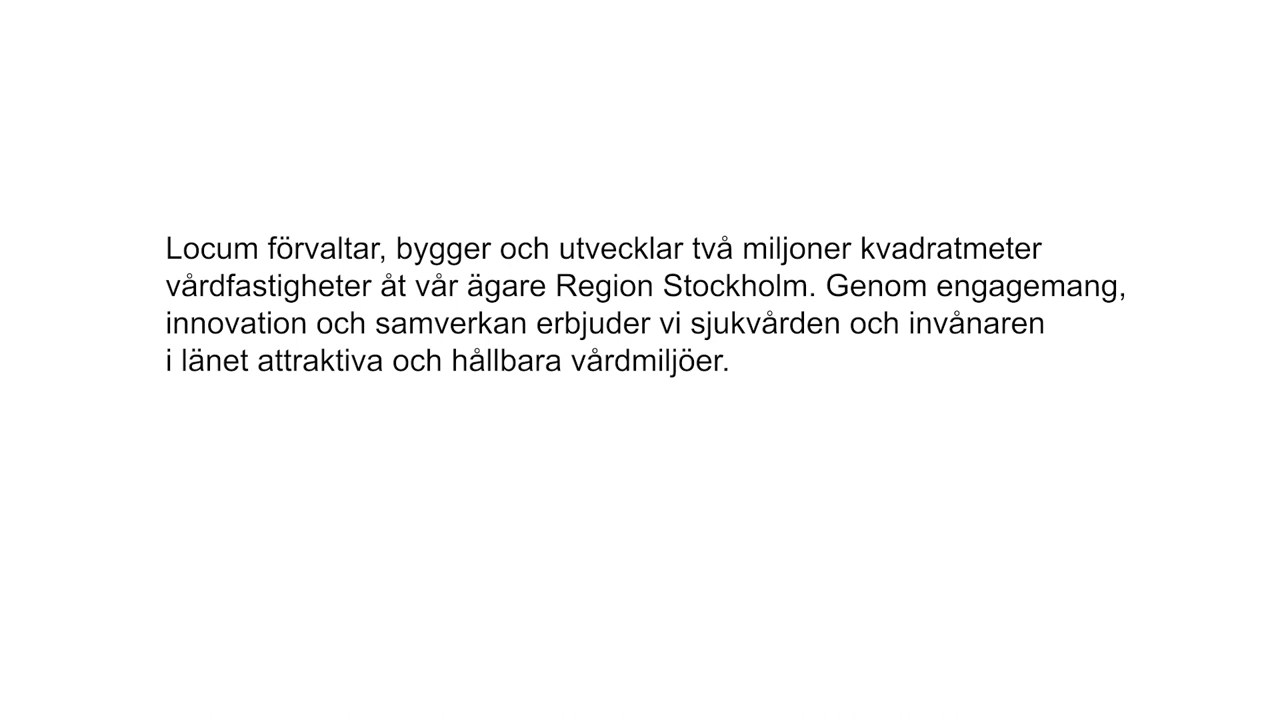 Locum förvaltar, bygger och utvecklar två miljoner kvadratmeter
vårdfastigheter åt vår ägare Region Stockholm. Genom engagemang,
innovation och samverkan erbjuder vi sjukvården och invånaren
i länet attraktiva och hållbara vårdmiljöer.